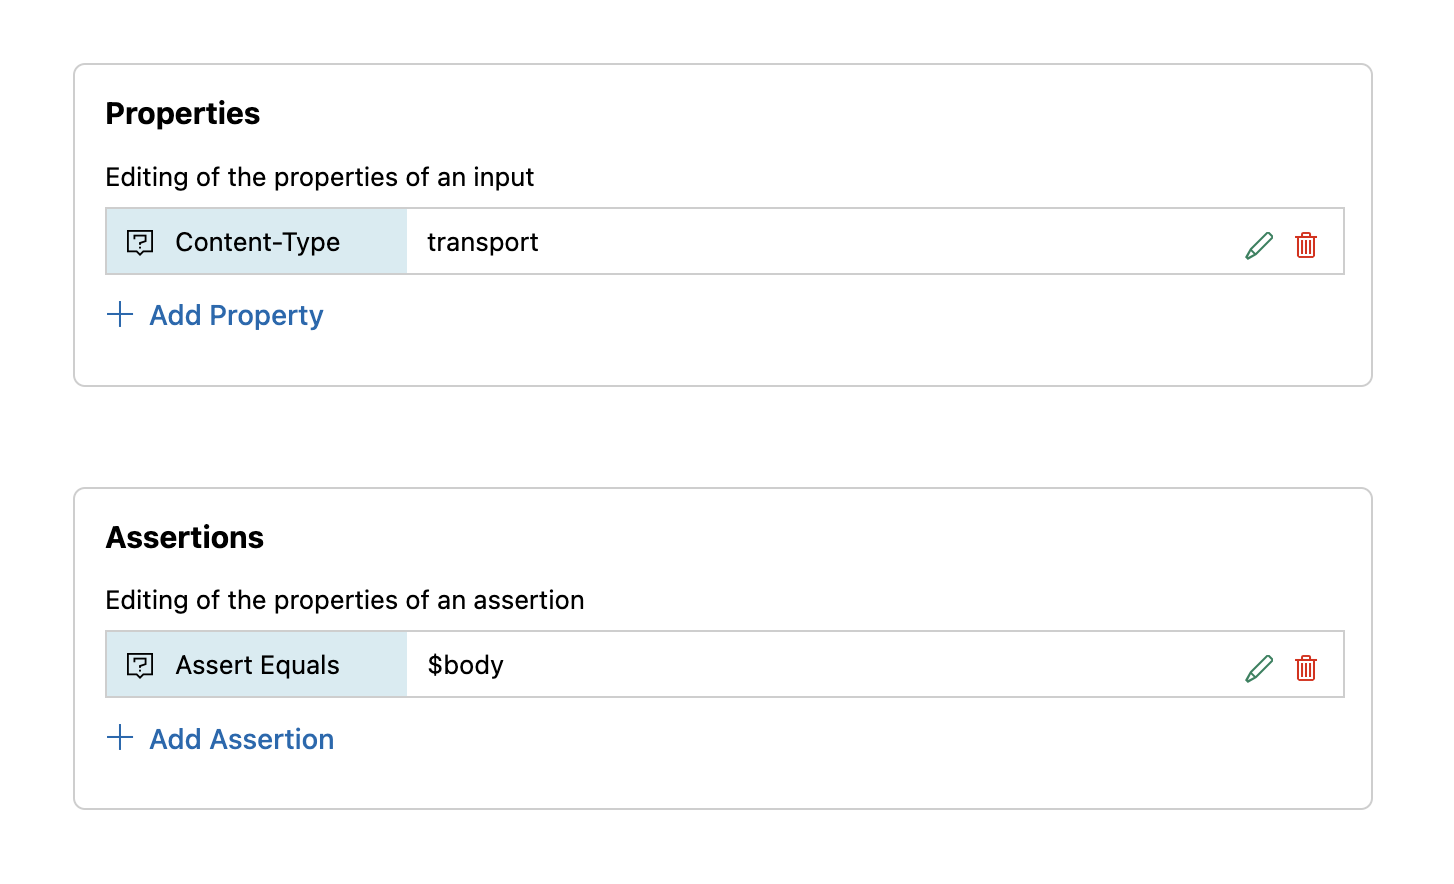 Properties
Editing of the properties of an input
Content-Type transport
Add Property
Assertions
Editing of the properties of an assertion
Assert Equals $body
Add Assertion